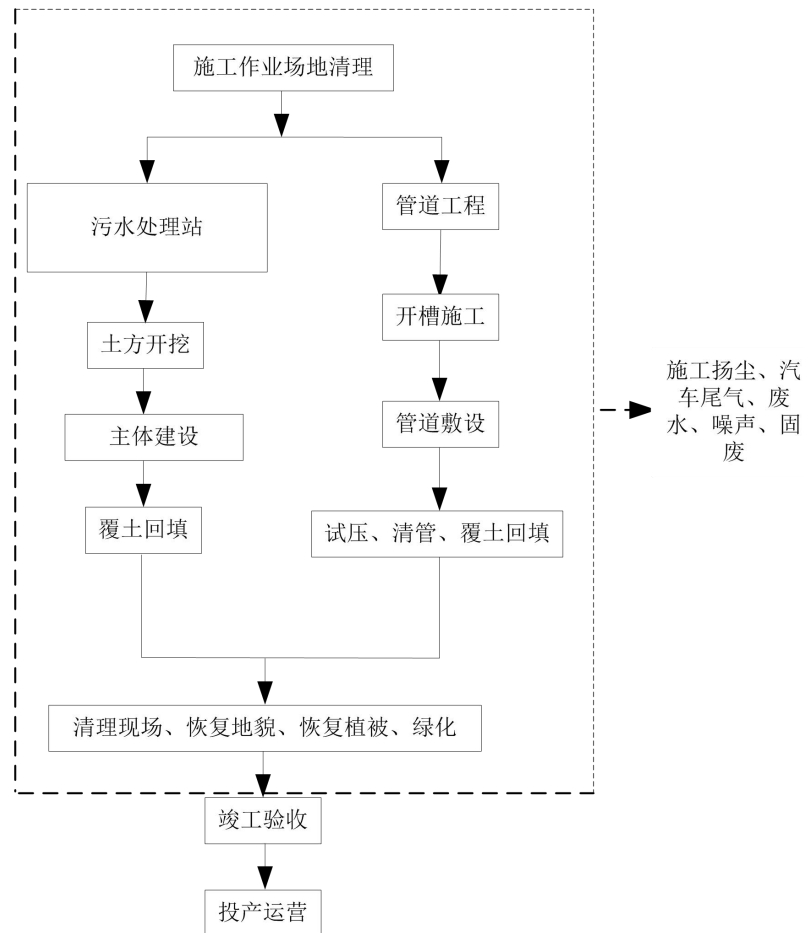 施工作业场地清理
污水处理站
管道工程
土方开挖
开槽施工
主体建设
管道敷设
覆土回填
试压、清管、覆土回填
清理现场、恢复地貌、恢复植被、绿化
竣工验收
投产运营
施工扬尘、汽
车尾气、废
水、噪声、固
废